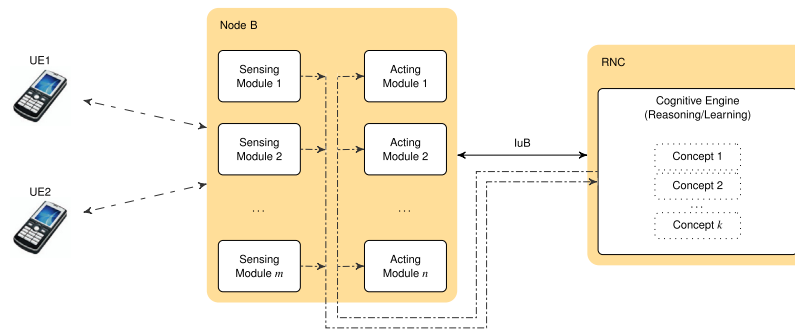 UE1
UE2
Node B
Sensing
Module 1
Acting
Module 1
Sensing
Module 2
Acting
Module 2
...
...
Sensing
Module m
Acting
Module n
IuB
RNC
Cognitive Engine
(Reasoning/Learning)
Concept 1
Concept 2
...
Concept k